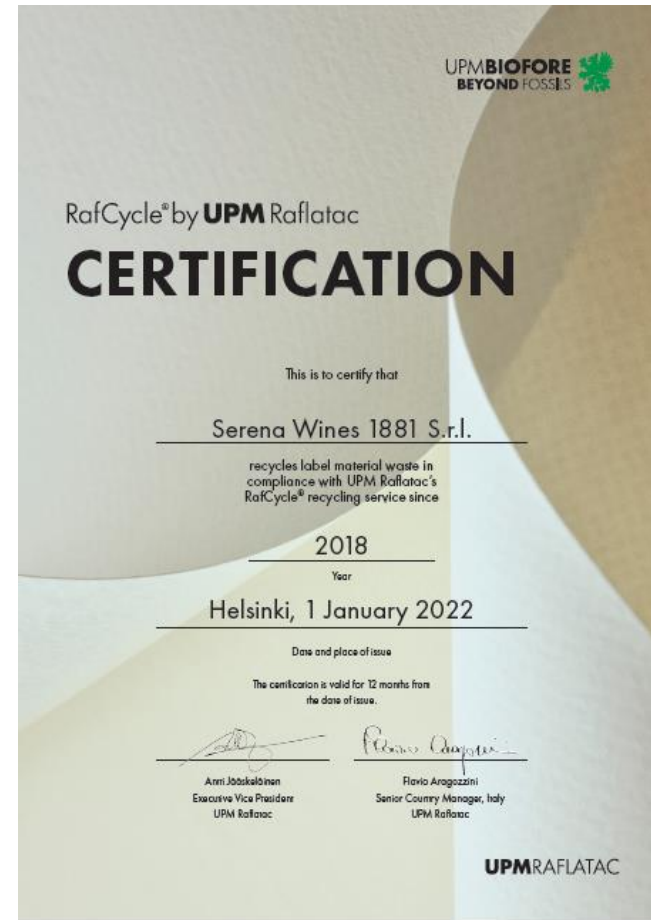 UPMBIOFORE
BEYOND FOSSILS
RafCycle® by UPM Raflatac
CERTIFICATION
This is to certify that
Serena Wines 1881 S.r.l.
recycles label material waste in
compliance with UPM Raflatac's
RafCycle® recycling service since
2018
Year
Helsinki, 1 January 2022
Date and place of issue
The certification is valid for 12 months from
the date of issue.
Antti Jääskeläinen
Flavio Aragozzini
Executive Vice President
Senior Country Manager, Italy
UPM Raflatac
UPM Raflatac
UPMRAFLATAC